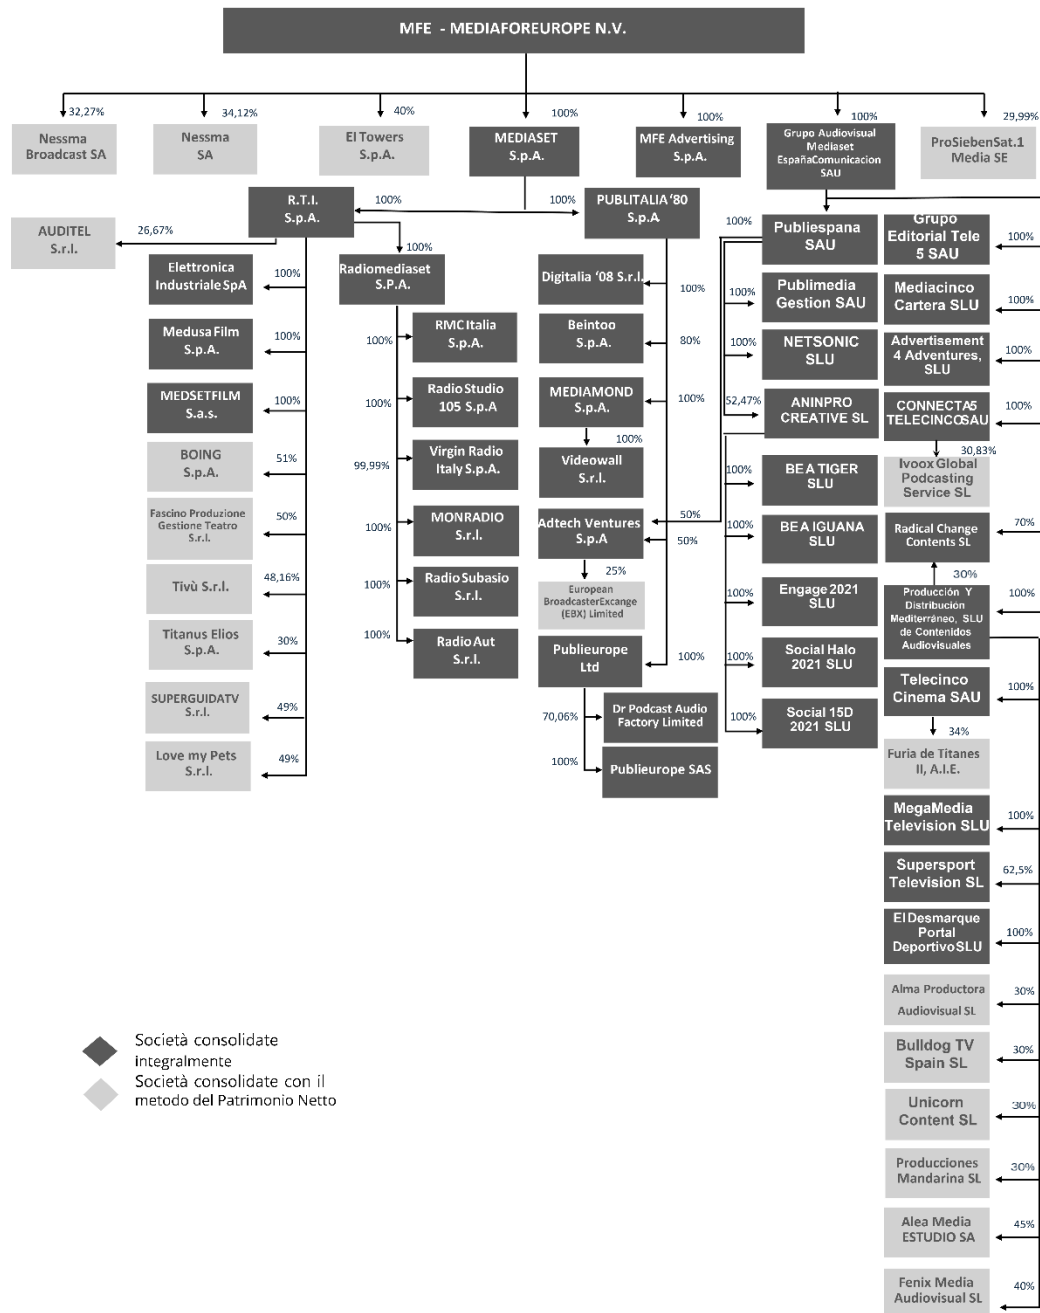 MFE - MEDIAFOREUROPE N.V.
32,27%
34,12%
40%
100%
100%
100%
29,99%
Nessma
Broadcast SA
Nessma
SA
EI Towers
S.p.A.
MEDIASET
S.p.A.
MFE Advertising
S.p.A.
Grupo Audiovisual
Mediaset
EspañaComunicacion
SAU
ProSiebenSat.1
Media SE
R.T.I.
S.p.A.
100%
100%
PUBLITALIA '80
S.p.A
AUDITEL
S.r.l.
26,67%
Elettronica
Industriale SpA
100%
Medusa Film
S.p.A.
100%
MEDSETFILM
S.a.s.
100%
BOING
S.p.A.
51%
Fascino Produzione
Gestione Teatro
S.r.l.
50%
Tivù S.r.l.
48,16%
Titanus Elios
S.p.A.
30%
SUPERGUIDATV
S.r.l.
49%
Love my Pets
S.r.l.
49%
100%
Radiomediaset
S.P.A.
100%
RMC Italia
S.p.A.
100%
Radio Studio
105 S.p.A
99,99%
Virgin Radio
Italy S.p.A.
100%
MONRADIO
S.r.l.
100%
Radio Subasio
S.r.l.
100%
Radio Aut
S.r.l.
Digitalia '08 S.r.l.
100%
Beintoo
S.p.A.
80%
MEDIAMOND
S.p.A.
100%
100%
Videowall
S.r.l.
Adtech Ventures
S.p.A
50%
50%
25%
European
BroadcasterExcange
(EBX) Limited
Publieurope
Ltd
100%
70,06%
Dr Podcast Audio
Factory Limited
100%
Publieurope SAS
100%
Publiespana
SAU
100%
Publimedia
Gestion SAU
100%
NETSONIC
SLU
52,47%
ANINPRO
CREATIVE SL
100%
BEA TIGER
SLU
100%
BEA IGUANA
SLU
100%
Engage 2021
SLU
100%
Social Halo
2021 SLU
100%
Social 15D
2021 SLU
Grupo
Editorial Tele
5 SAU
100%
Mediacinco
Cartera SLU
100%
Advertisement
4 Adventures,
SLU
100%
CONNECTA5
TELECINCO SAU
100%
30,83%
Ivoox Global
Podcasting
Service SL
Radical Change
Contents SL
70%
30%
Producción Y
Distribución
Mediterráneo, SLU
de Contenidos
Audiovisuales
100%
Telecinco
Cinema SAU
100%
34%
Furia de Titanes
II, A.I.E.
MegaMedia
Television SLU
100%
Supersport
Television SL
62,5%
El Desmarque
Portal
Deportivo SLU
100%
Alma Productora
Audiovisual SL
30%
Bulldog TV
Spain SL
30%
Unicorn
Content SL
30%
Producciones
Mandarina SL
30%
Alea Media
ESTUDIO SA
45%
Fenix Media
Audiovisual SL
40%
Società consolidate
integralmente
Società consolidate con il
metodo del Patrimonio Netto